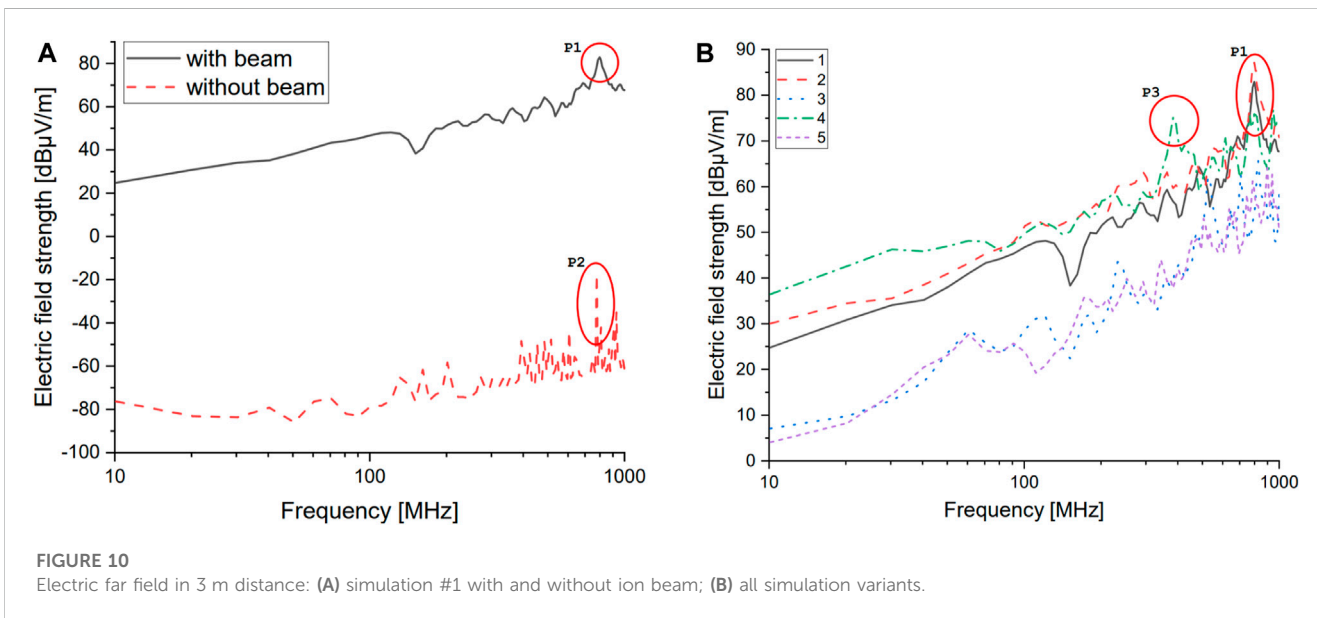 A
with beam
without beam
P1
P2
80
60
40
20
0
-20
-40
-60
-80
-100
10
100
1000
Electric field strength [dBµV/m]
Frequency [MHz]
B
1
2
3
4
5
P3
P1
90
80
70
60
50
40
30
20
10
0
10
100
1000
Electric field strength [dBµV/m]
Frequency [MHz]
FIGURE 10
Electric far field in 3 m distance: (A) simulation #1 with and without ion beam; (B) all simulation variants.